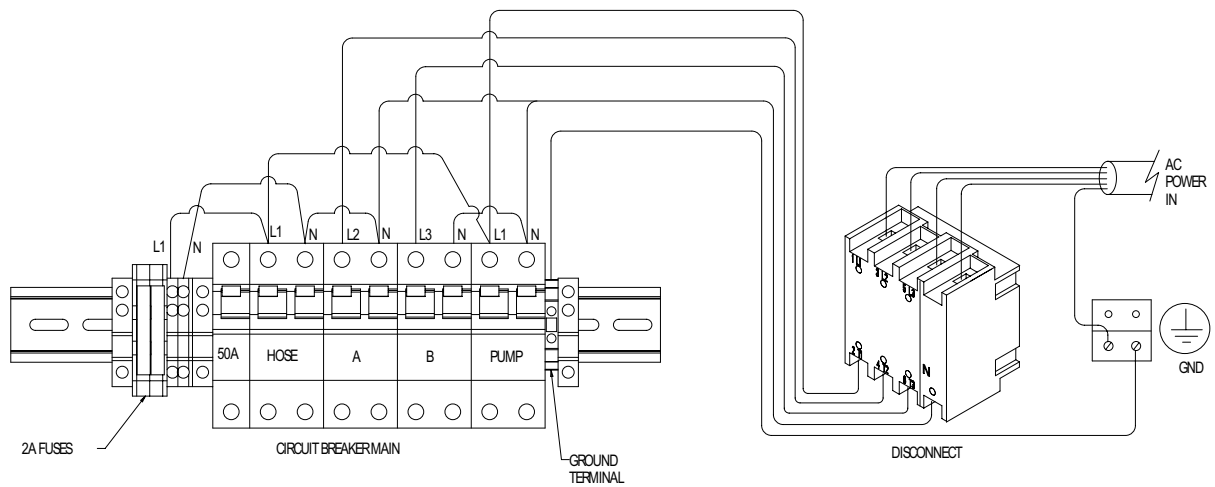 AC
POWER
IN
L1
N
L1
N
L2
N
L3
N
L1
N
50A
HOSE
A
B
PUMP
N
GND
2A FUSES
CIRCUIT BREAKER MAIN
GROUND
TERMINAL
DISCONNECT